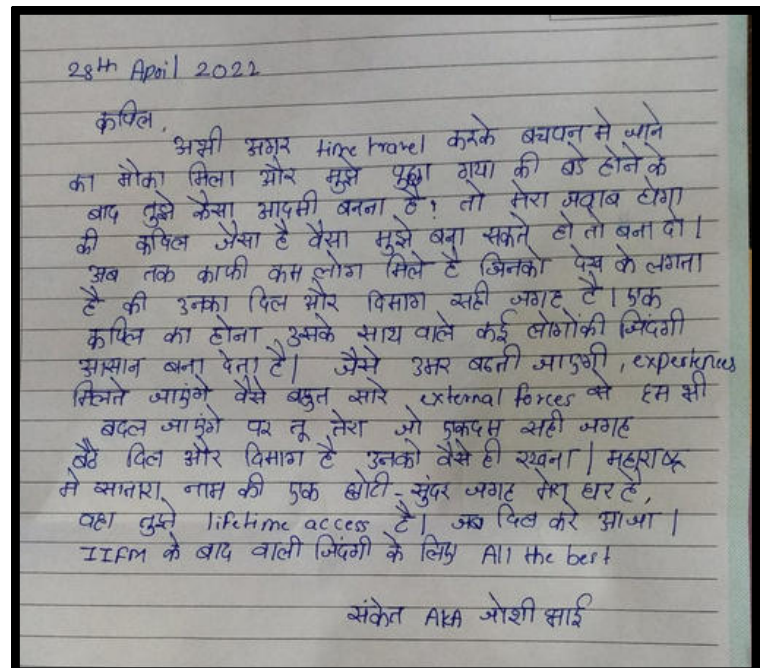 28th April 2022
कपिल,
अभी अगर time travel करके बचपन मे जाने
का मौका मिला और मुझे पुछा गया की बडे होने के
बाद तुझे कैसा आदमी बनना है? तो मेरा जवाब होगा
की कपिल जैसा है वैसा मुझे बना सकते हो तो बना दो।
अब तक काफी कम लोग मिले है जिनको देख के लगता
है की उनका दिल और दिमाग सही जगह है। एक
कपिल का होना उसके साथ वाले कई लोगोंकी जिंदगी
आसान बना देता है। जैसे उमर बढती जाएगी, experiences
मिलते जाएंगे वैसे बहुत सारे external forces से हम भी
बदल जाएंगे पर तू तेरा जो एकदम सही जगह
बैठे दिल और दिमाग है उनको वैसे ही रखना। महाराष्ट्र
मे सातारा नाम की एक छोटी - सुंदर जगह मेरा घर है,
वहा तुझे lifetime access है। जब दिल करे आजा।
IIFM के बाद वाली जिंदगी के लिए All the best
संकेत AKA जोशी भाई